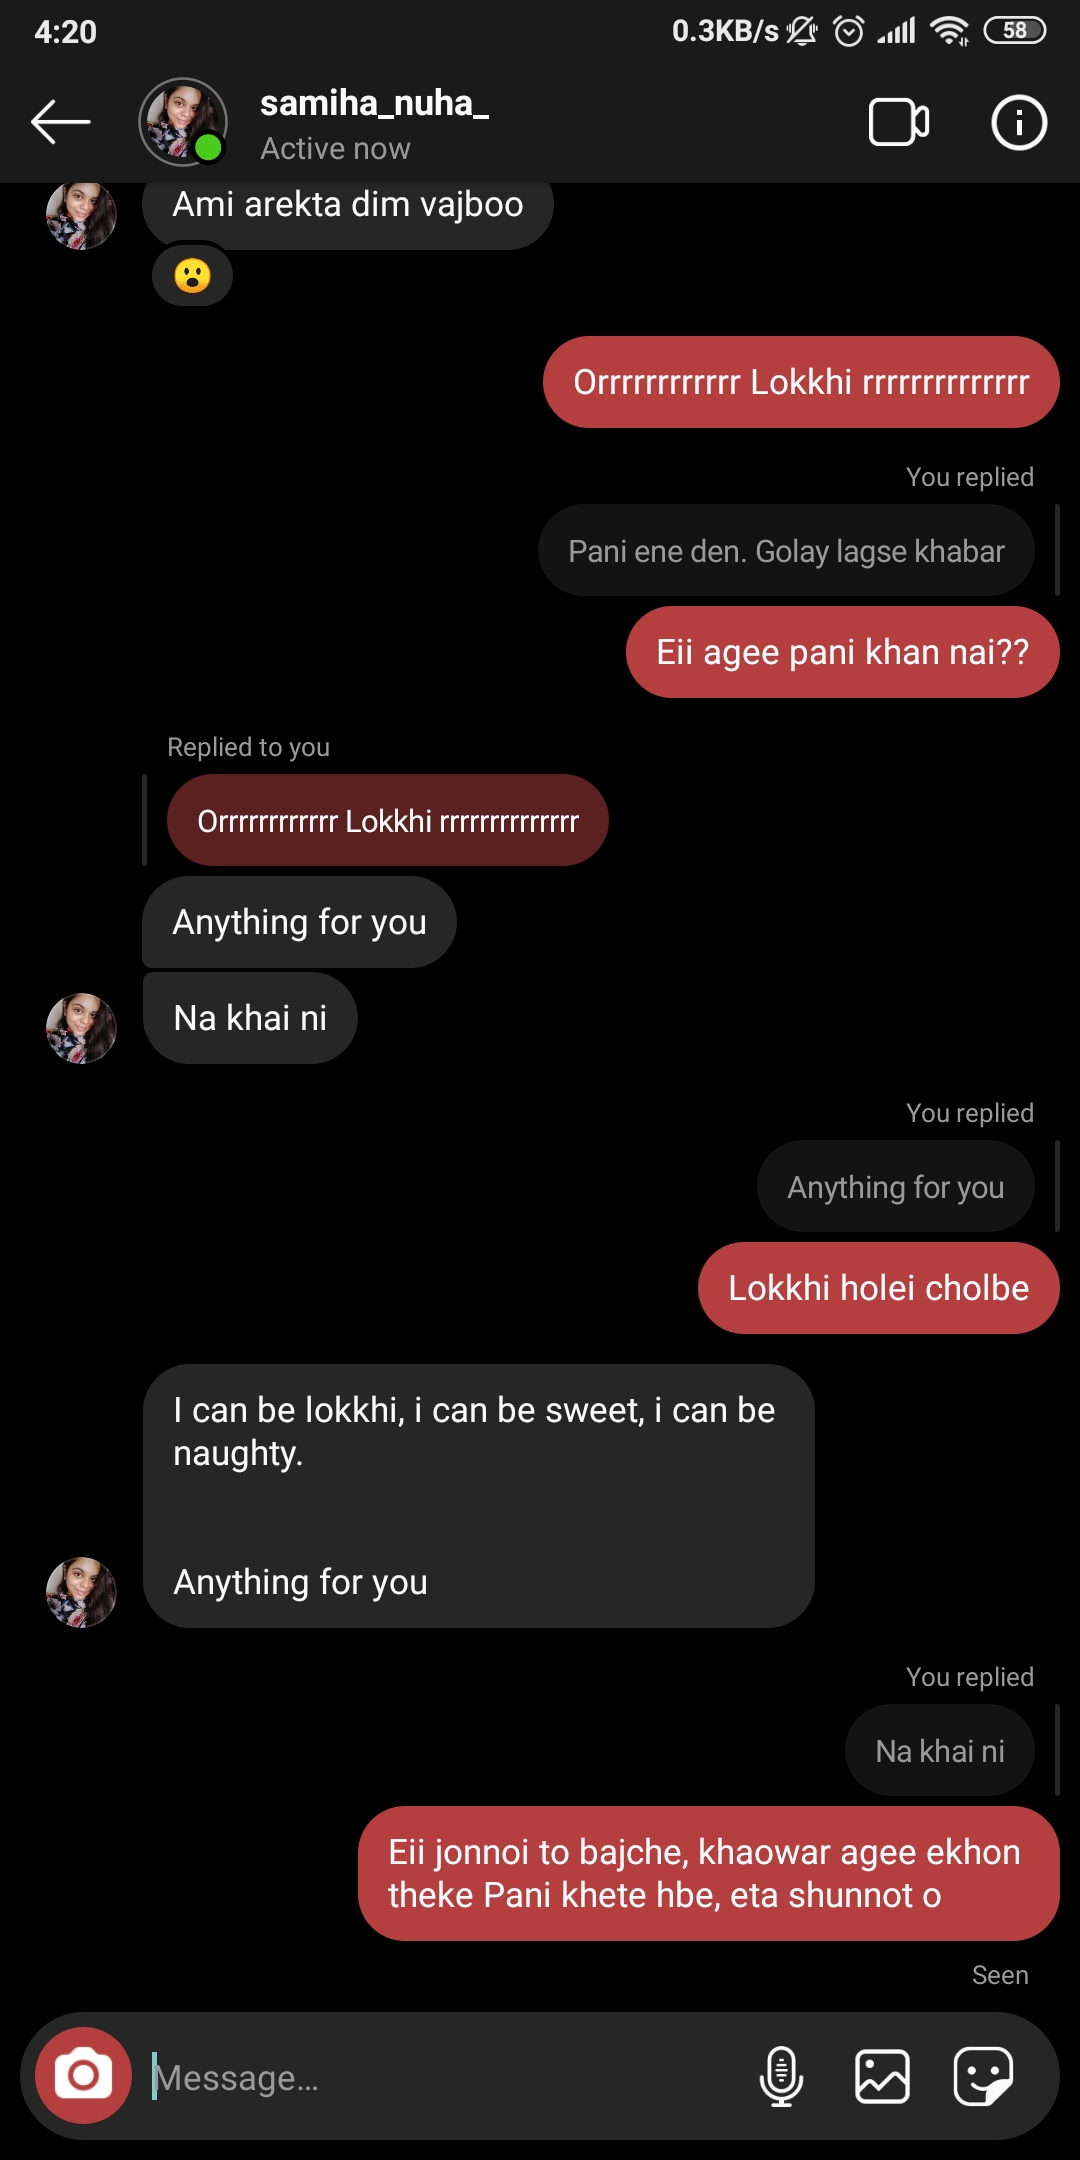 4:20
0.3KB/s
58
samiha_nuha_
Active now
Ami arekta dim vajboo
Orrrrrrrrrrrr Lokkhi rrrrrrrrrrrrrr
You replied
Pani ene den. Golay lagse khabar
Eii agee pani khan nai??
Replied to you
Orrrrrrrrrrrr Lokkhi rrrrrrrrrrrrrr
Anything for you
Na khai ni
You replied
Anything for you
Lokkhi holei cholbe
I can be lokkhi, i can be sweet, i can be
naughty.
Anything for you
You replied
Na khai ni
Eii jonnoi to bajche, khaowar agee ekhon
theke Pani khete hbe, eta shunnot o
Seen
Message...